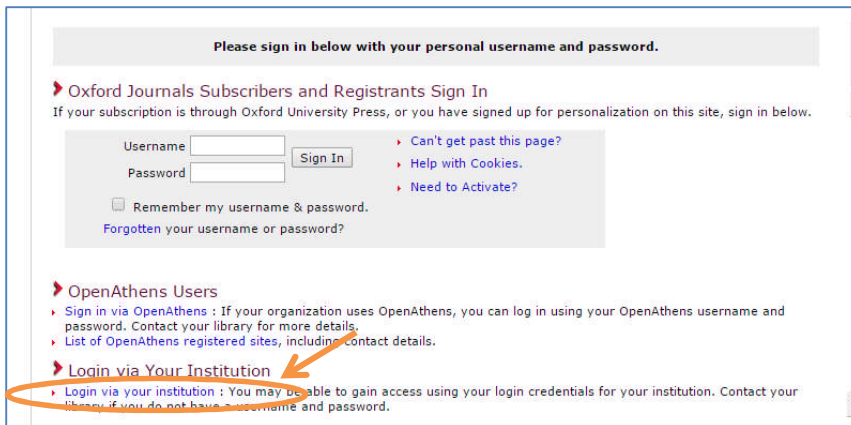 Please sign in below with your personal username and password.
Oxford Journals Subscribers and Registrants Sign In
If your subscription is through Oxford University Press, or you have signed up for personalization on this site, sign in below.
Username
Password
Sign In
Can't get past this page?
Help with Cookies.
Need to Activate?
Remember my username & password.
Forgotten your username or password?
OpenAthens Users
Sign in via OpenAthens : If your organization uses OpenAthens, you can log in using your OpenAthens username and
password. Contact your library for more details.
List of OpenAthens registered sites, including contact details.
Login via Your Institution
Login via your institution : You may be able to gain access using your login credentials for your institution. Contact your
library if you do not have a username and password.